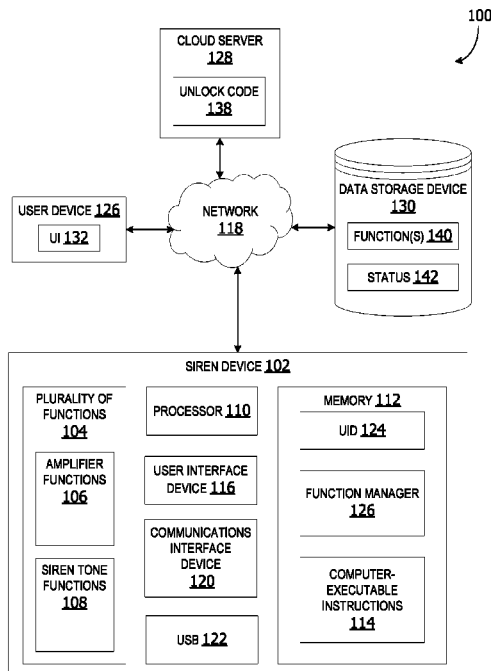 100
CLOUD SERVER
128
UNLOCK CODE
138
DATA STORAGE DEVICE
130
FUNCTION(S) 140
STATUS 142
NETWORK
118
USER DEVICE 126
UI 132
SIREN DEVICE 102
PLURALITY OF
FUNCTIONS
104
AMPLIFIER
FUNCTIONS
106
SIREN TONE
FUNCTIONS
108
PROCESSOR 110
USER INTERFACE
DEVICE 116
COMMUNICATIONS
INTERFACE
DEVICE
120
USB 122
MEMORY 112
UID 124
FUNCTION MANAGER
126
COMPUTER-
EXECUTABLE
INSTRUCTIONS
114